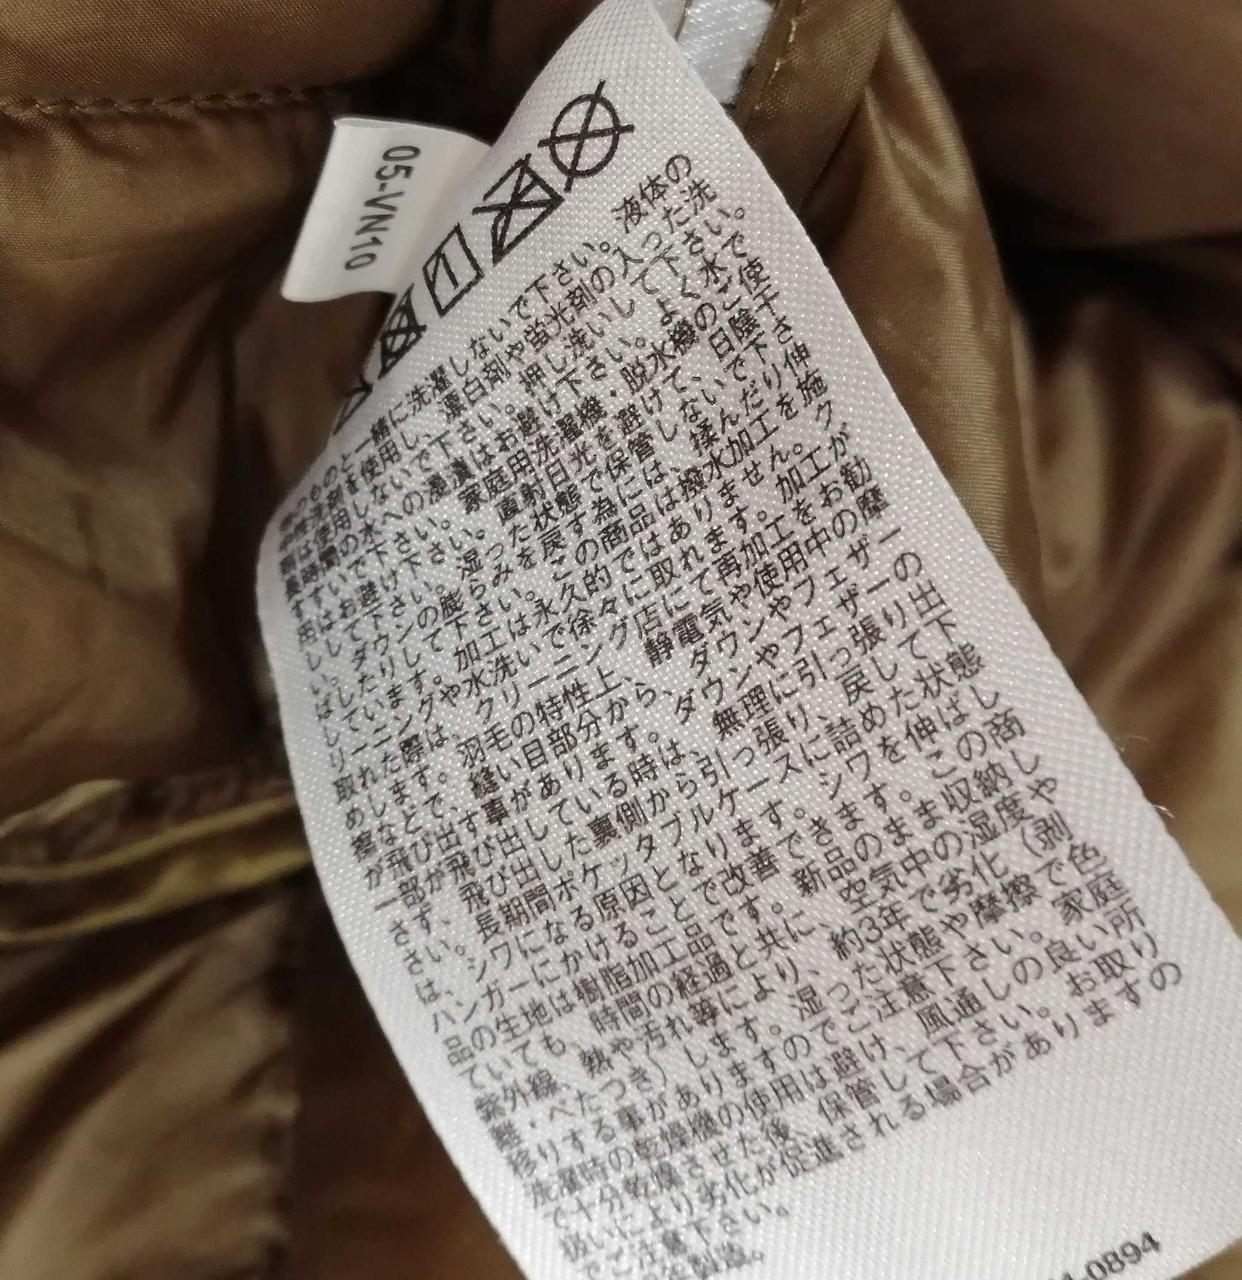 05-VN10
のものと一緒に洗濯しないで下さい。液体の
洗剤を使用し、漂白剤や蛍光剤の入った洗
剤は使用しないで下さい。押し洗いして下さい。
長時間の水への浸漬はお避け下さい。よく水で
すすいで下さい。家庭用洗濯機・脱水機のご使
用はお避け下さい。直射日光を避けて、日陰干
しして
膨らみを戻す為には、揉んだり伸
ばしたりして下さい。この商品には撥水加工を施
しています。加工は永久的ではありません。ク
リーニングや水洗いで徐々に取れます。加工が
取れた際は、クリーニング店にて再加工をお勧
めします。羽毛の特性上、静電気や使用中の摩
擦などで、縫い目部分から、ダウンやフェザー
が飛び出す事があります。ダウンやフェザーの
一部が飛び出している時は、無理に引っ張り出
さず、飛び出した裏側から引っ張り、戻して下
さい。長期間ポケッタブルケースに詰めた状態
は、シワになる原因となります。シワを伸ばし
ハンガーにかけることで改善できます。この商
品の生地は樹脂加工品です。新品のまま収納し
ていても、時間の経過と共に、空気中の湿度や
紫外線、熱や汚れ等により、約3年で劣化（剥
離・べたつき）します。湿った状態や摩擦で色
移りする事がありますのでご注意下さい。家庭
洗濯時の乾燥機の使用は避け、風通しの良い所
で十分乾燥させた後、保管して下さい。お取り
扱いにより劣化が促進される場合がありますの
でご注意下さい。
製造。
0894